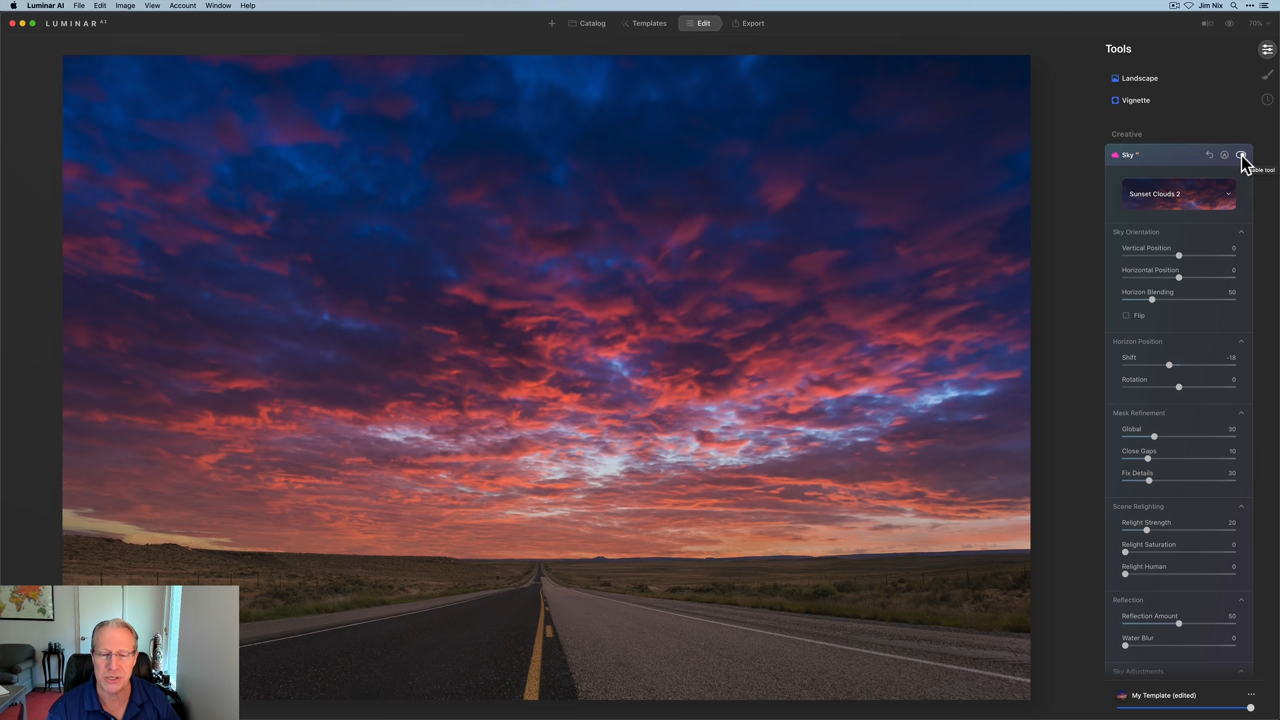 Luminar AI File Edit Image View Account Window Help Jim Nix
LUMINAR AI Catalog Templates Edit Export 70%
Tools
Landscape
Vignette
Creative
Sky AI
able tool
Sunset Clouds 2
Sky Orientation
Vertical Position 0
Horizontal Position 0
Horizon Blending 50
Flip
Horizon Position
Shift -18
Rotation 0
Mask Refinement
Global 30
Close Gaps 10
Fix Details 30
Scene Relighting
Relight Strength 20
Relight Saturation 0
Relight Human 0
Reflection
Reflection Amount 50
Water Blur 0
Sky Adjustments
My Template (edited)